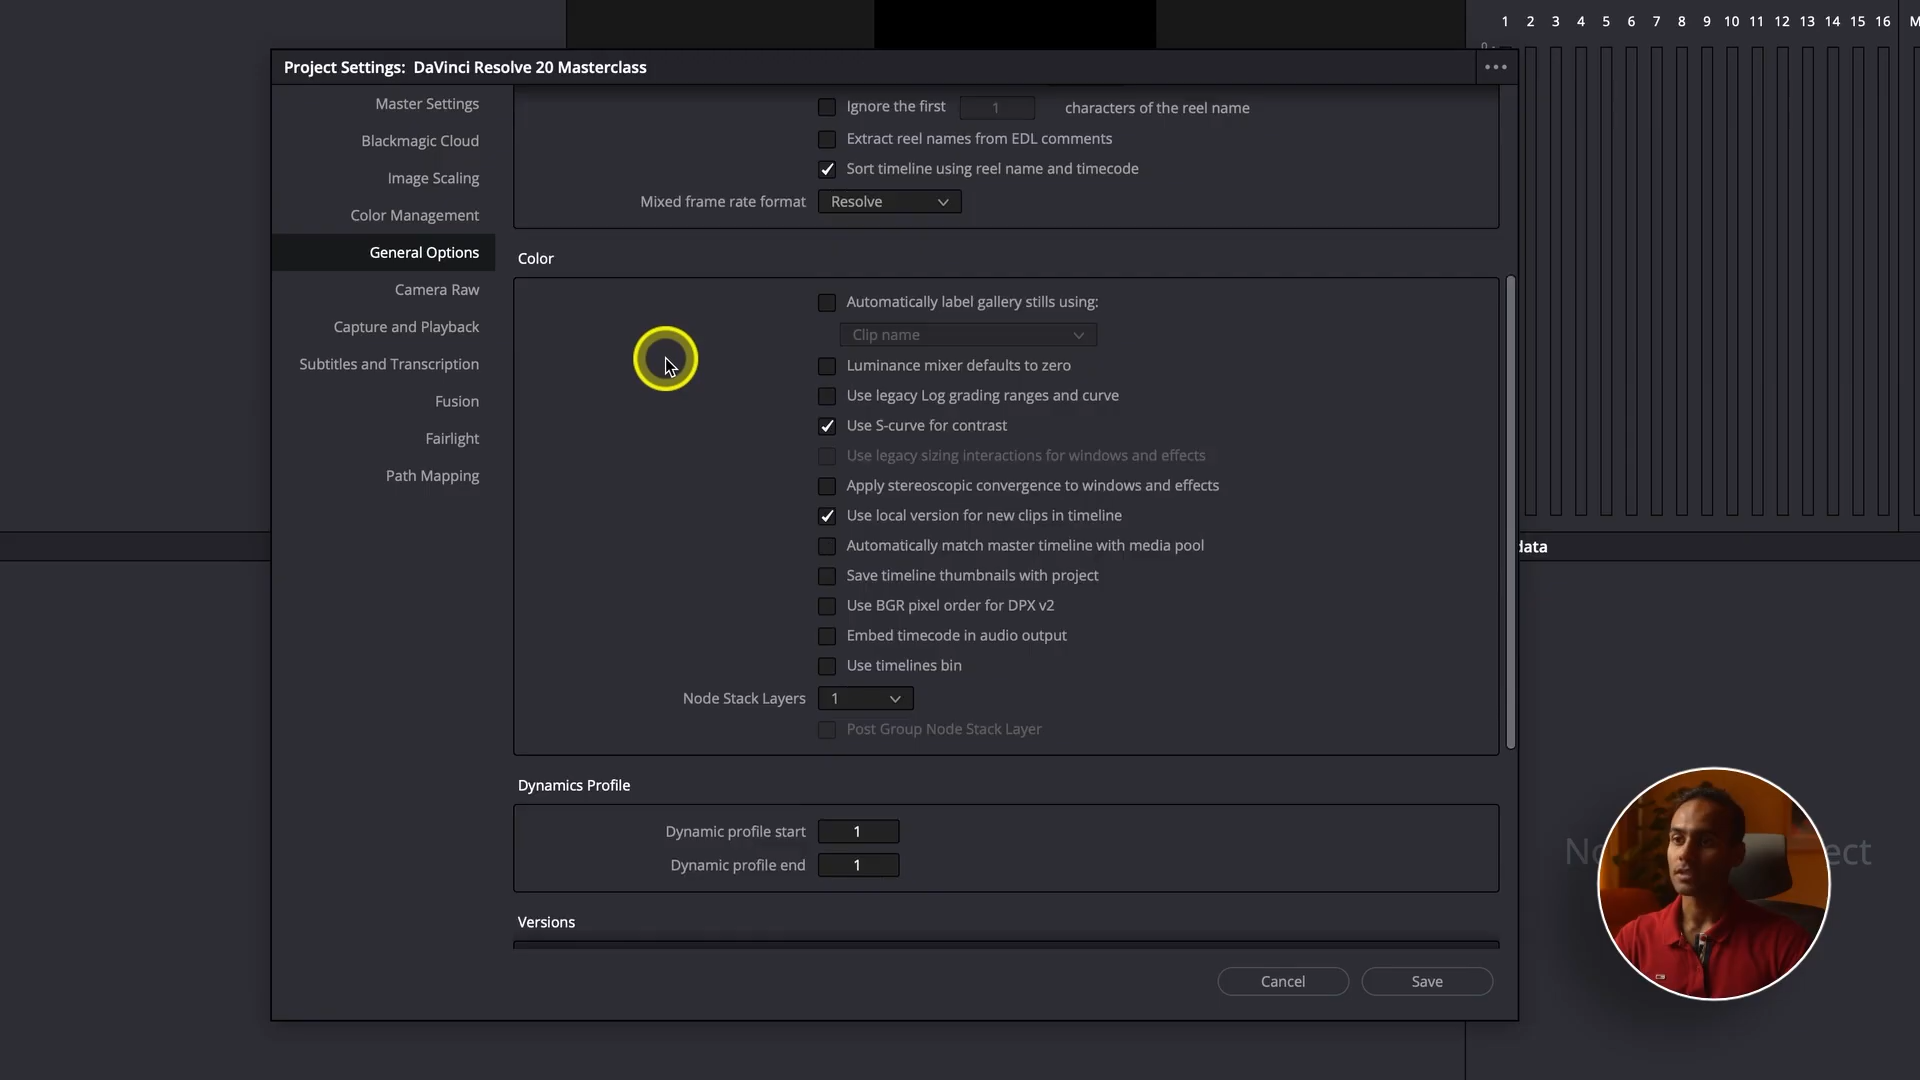 1 2 3 4 5 6 7 8 9 10 11 12 13 14 15 16 M
Project Settings: DaVinci Resolve 20 Masterclass
Master Settings
Blackmagic Cloud
Image Scaling
Color Management
General Options
Camera Raw
Capture and Playback
Subtitles and Transcription
Fusion
Fairlight
Path Mapping
Ignore the first 1 characters of the reel name
Extract reel names from EDL comments
Sort timeline using reel name and timecode
Mixed frame rate format Resolve
Color
Automatically label gallery stills using:
Clip name
Luminance mixer defaults to zero
Use legacy Log grading ranges and curve
Use S-curve for contrast
Use legacy sizing interactions for windows and effects
Apply stereoscopic convergence to windows and effects
Use local version for new clips in timeline
Automatically match master timeline with media pool
Save timeline thumbnails with project
Use BGR pixel order for DPX v2
Embed timecode in audio output
Use timelines bin
Node Stack Layers 1
Post Group Node Stack Layer
Dynamics Profile
Dynamic profile start 1
Dynamic profile end 1
Versions
Cancel Save
data
No
ect